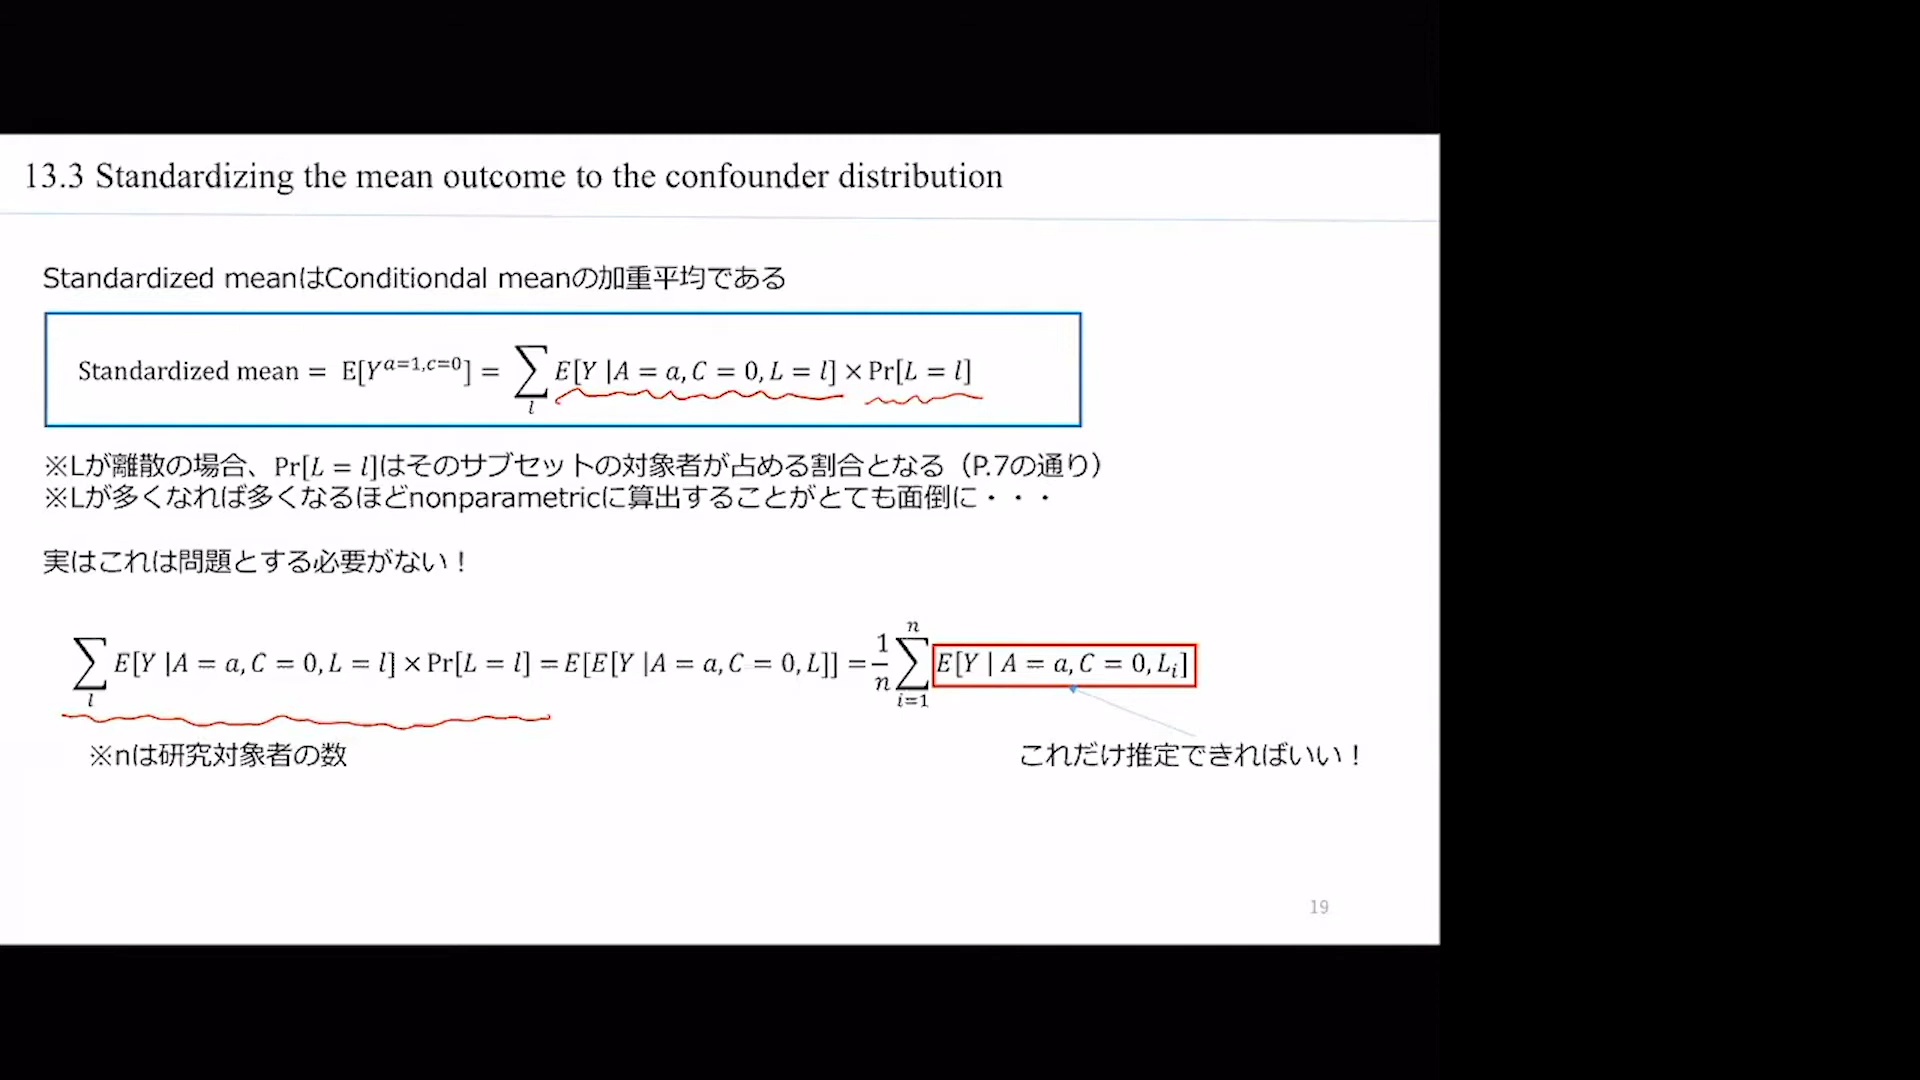 13.3 Standardizing the mean outcome to the confounder distribution
Standardized meanはConditiondal meanの加重平均である
Standardized mean = E[Y^{a=1,c=0}] = ∑_l E[Y |A = a, C = 0, L = l] × Pr[L = l]
※Lが離散の場合、Pr[L = l]はそのサブセットの対象者が占める割合となる（P.7の通り）
※Lが多くなれば多くなるほどnonparametricに算出することがとても面倒に・・・
実はこれは問題とする必要がない！
∑_l E[Y |A = a, C = 0, L = l] × Pr[L = l] = E[E[Y |A = a, C = 0, L]] = \frac{1}{n} ∑_{i=1}^{n} E[Y | A = a, C = 0, L_i]
※nは研究対象者の数
これだけ推定できればいい！
19